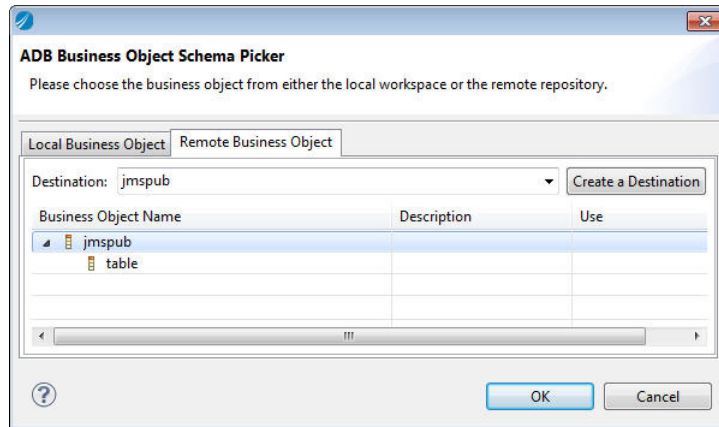 ADB Business Object Schema Picker
Please choose the business object from either the local workspace or the remote repository.
Local Business Object Remote Business Object
Destination: jmspub Create a Destination
Business Object Name Description Use
jmspub
table
OK Cancel